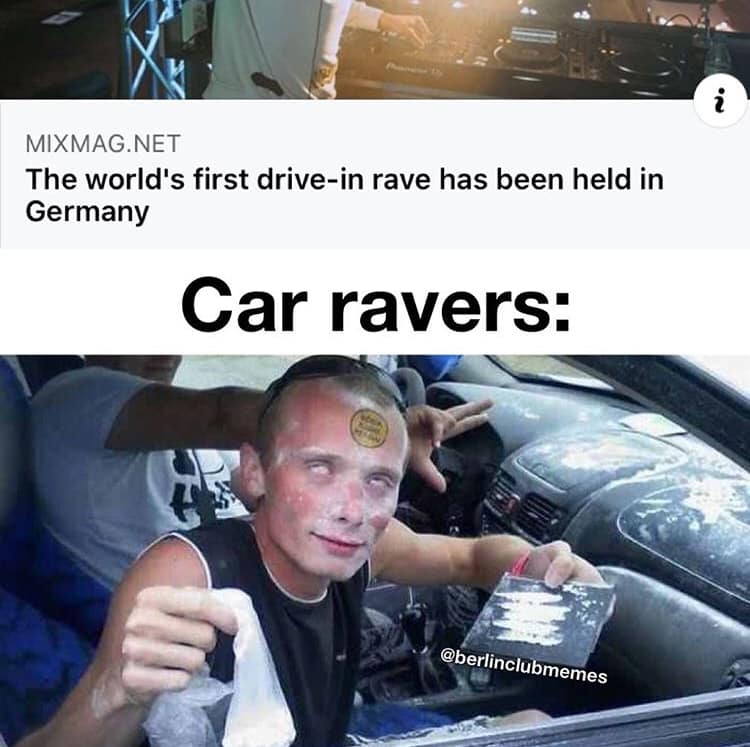 MIXMAG.NET
The world's first drive-in rave has been held in
Germany
Car ravers:
@berlinclubmemes